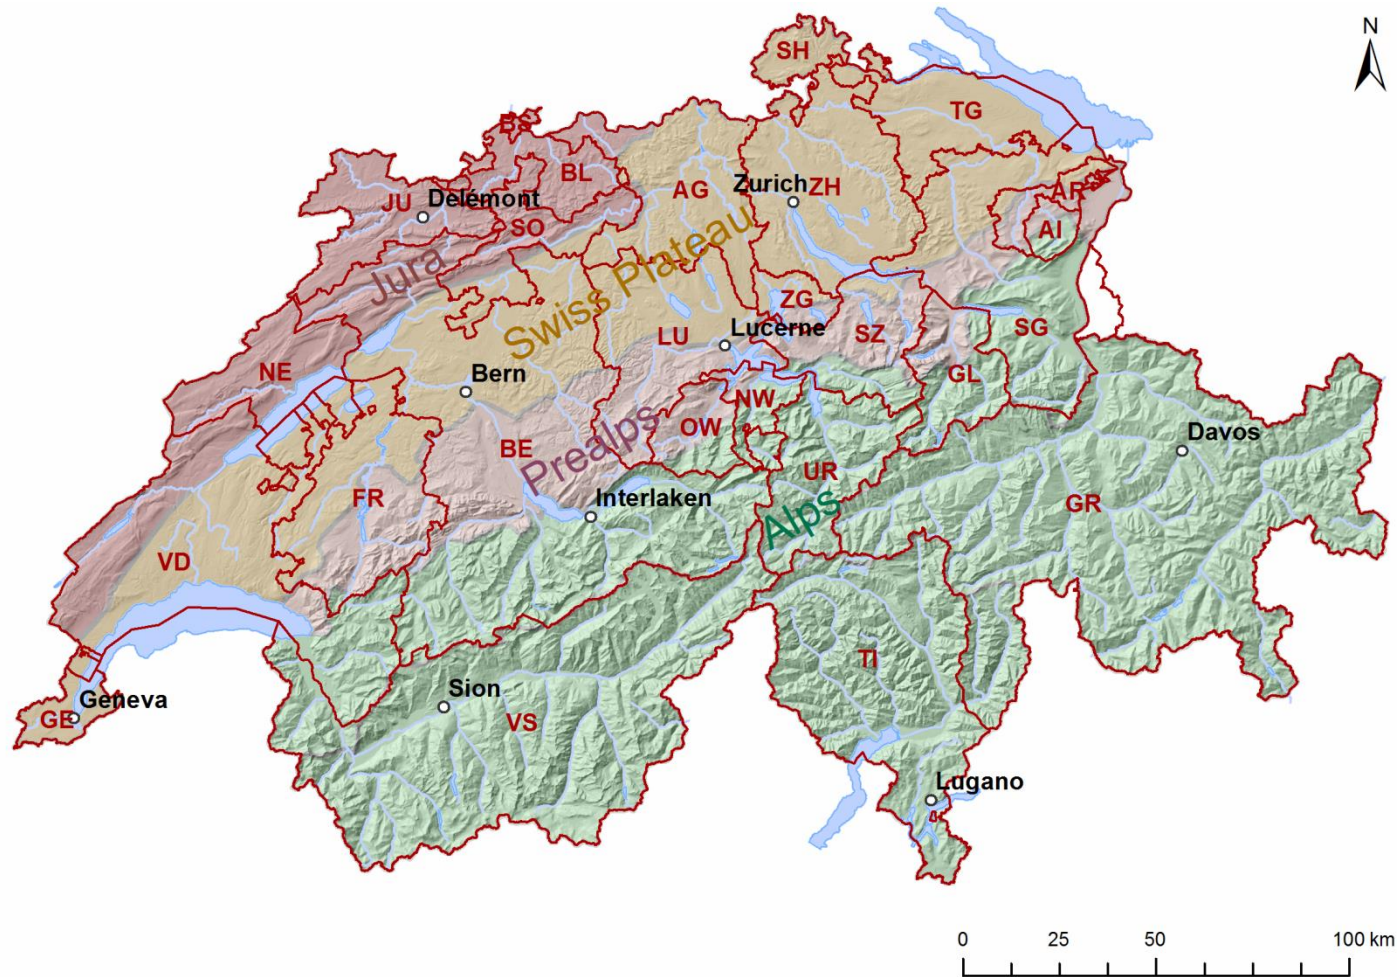 N
SH
TG
BS
BL
AG
Zurich
ZH
JU
Delémont
AR
AI
SO
Jura
Swiss Plateau
ZG
LU
Lucerne
SZ
SG
NE
Bern
GL
NW
OW
Davos
BE
Prealps
UR
FR
Interlaken
GR
Alps
VD
TI
Sion
VS
Geneva
GE
Lugano
0 25 50 100 km